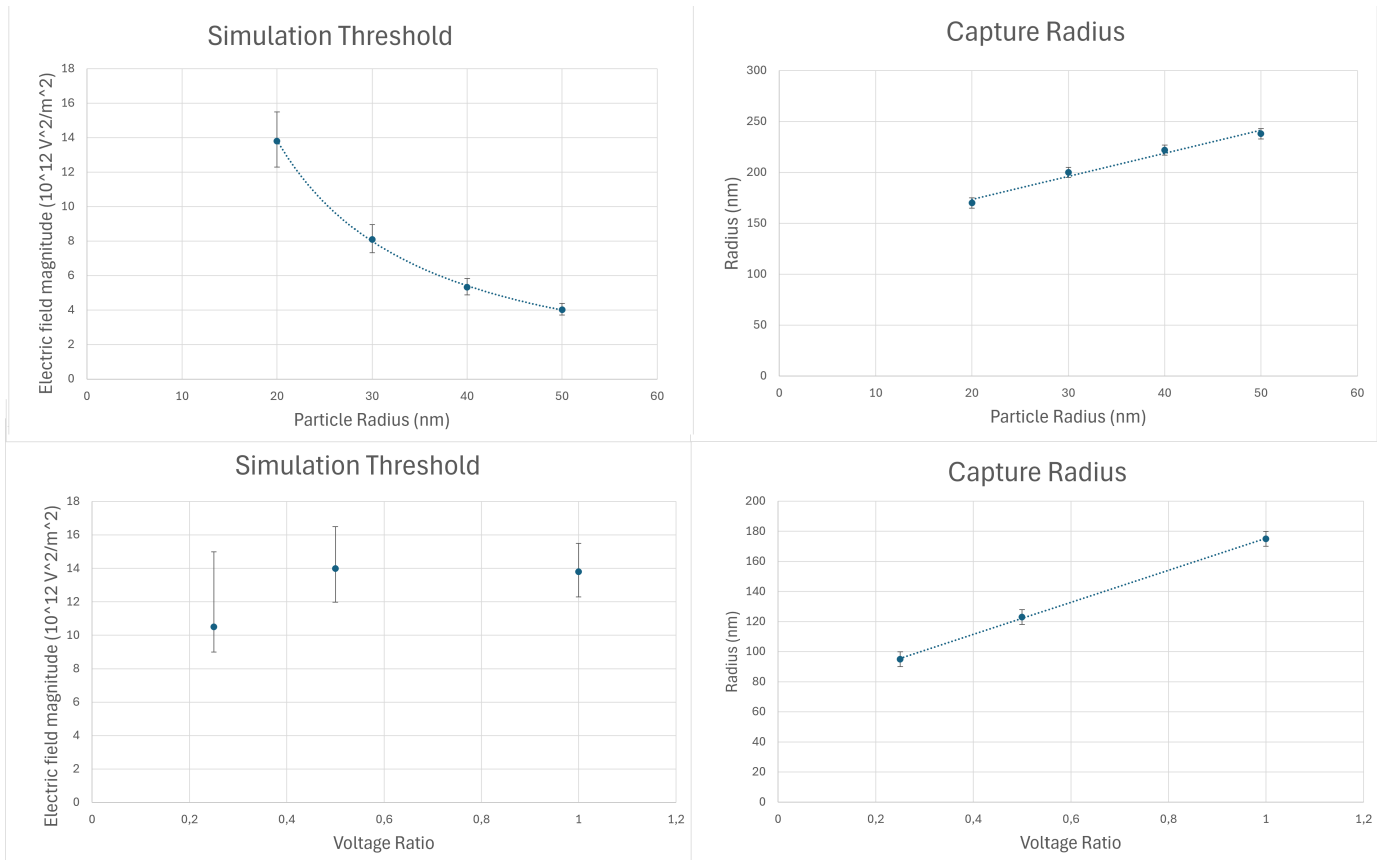 Simulation Threshold
Electric field magnitude (10^12 V^2/m^2)
18
16
14
12
10
8
6
4
2
0
0 10 20 30 40 50 60
Particle Radius (nm)
Capture Radius
Radius (nm)
300
250
200
150
100
50
0
0 10 20 30 40 50 60
Particle Radius (nm)
Simulation Threshold
Electric field magnitude (10^12 V^2/m^2)
18
16
14
12
10
8
6
4
2
0
0 0,2 0,4 0,6 0,8 1 1,2
Voltage Ratio
Capture Radius
Radius (nm)
200
180
160
140
120
100
80
60
40
20
0
0 0,2 0,4 0,6 0,8 1 1,2
Voltage Ratio